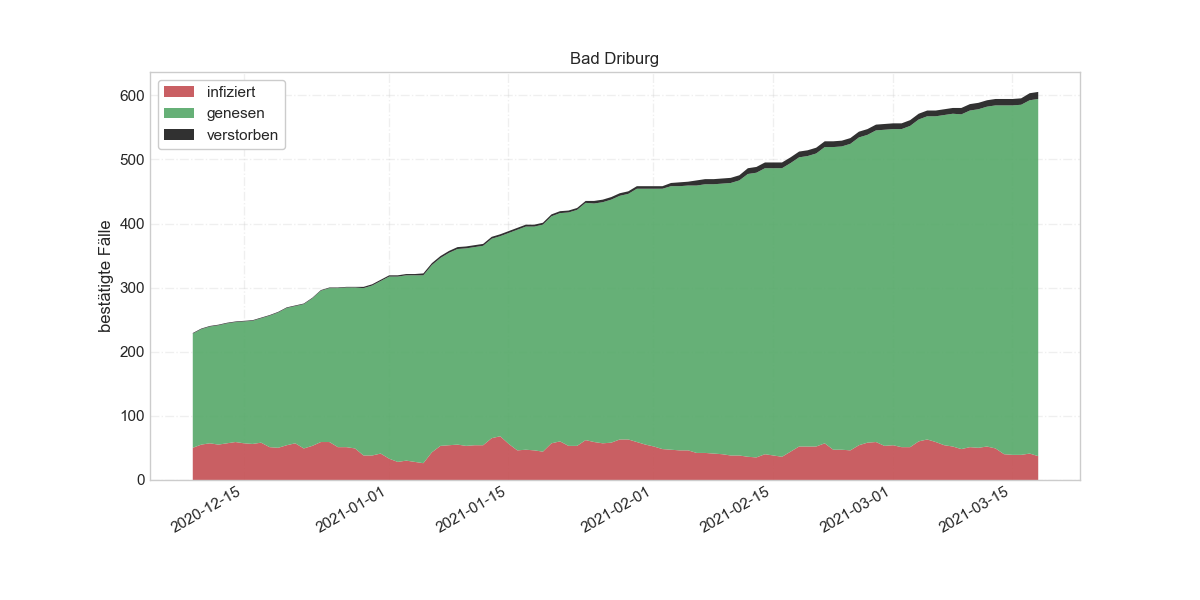 Bad Driburg
infiziert
genesen
verstorben
bestätigte Fälle
600
500
400
300
200
100
0
2020-12-15
2021-01-01
2021-01-15
2021-02-01
2021-02-15
2021-03-01
2021-03-15